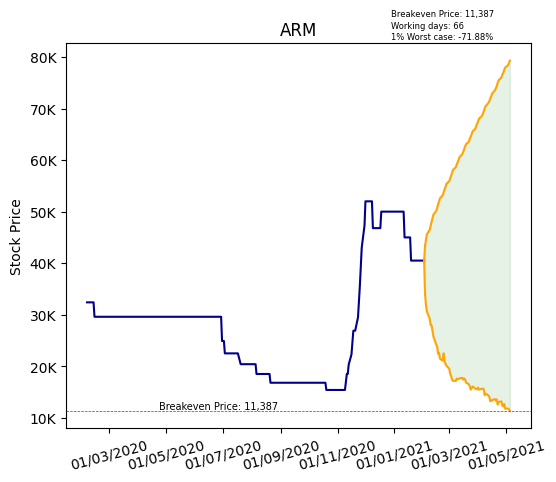 Breakeven Price: 11,387
Working days: 66
1% Worst case: -71.88%
ARM
Stock Price
80K
70K
60K
50K
40K
30K
20K
10K
Breakeven Price: 11,387
01/03/2020
01/05/2020
01/07/2020
01/09/2020
01/11/2020
01/01/2021
01/03/2021
01/05/2021